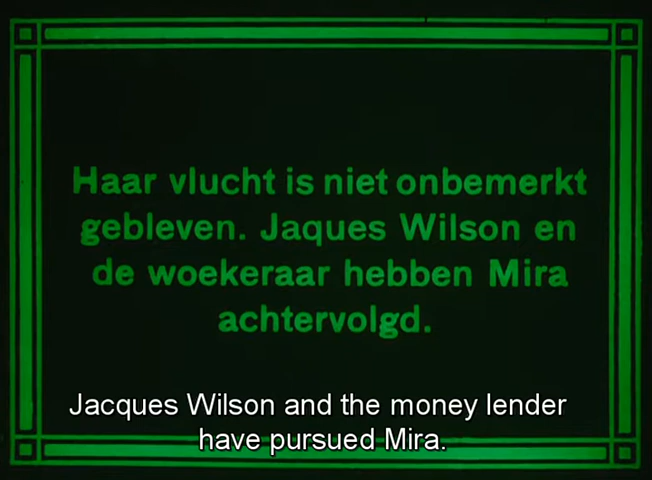 Haar vlucht is niet onbemerkt
gebleven. Jaques Wilson en
de woekeraar hebben Mira
achtervolgd.
Jacques Wilson and the money lender
have pursued Mira.